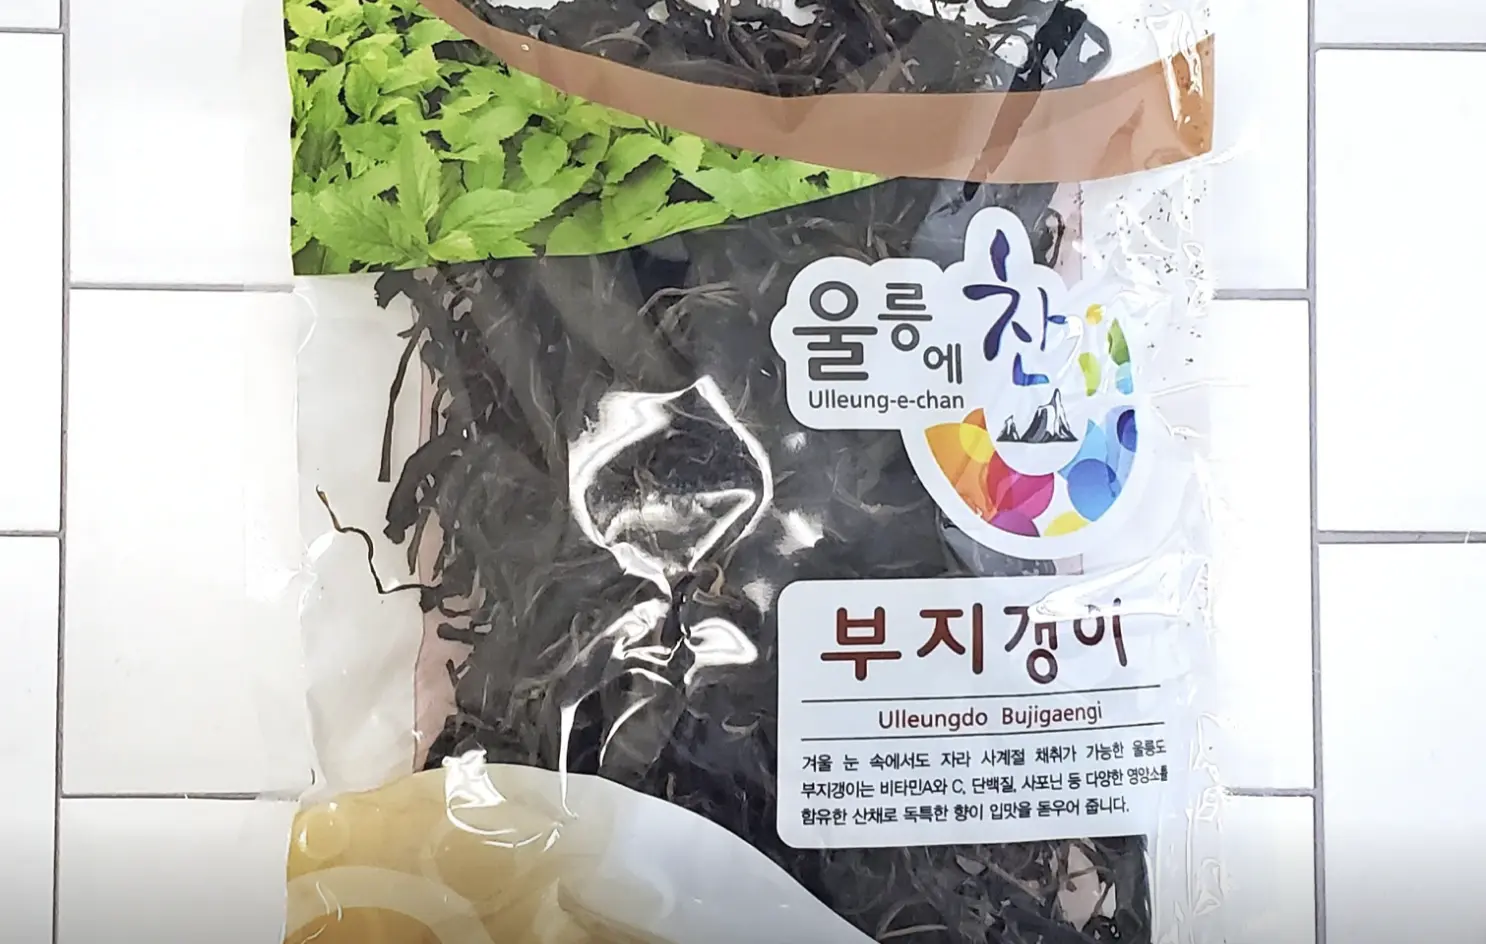 울릉에 찬
Ulleung-e-chan
부지갱이
Ulleungdo Bujigaengi
겨울 눈 속에서도 자라 사계절 채취가 가능한 울릉도
부지갱이는 비타민A와 C, 단백질, 사포닌 등 다양한 영양소를
함유한 산채로 독특한 향이 입맛을 돋우어 줍니다.